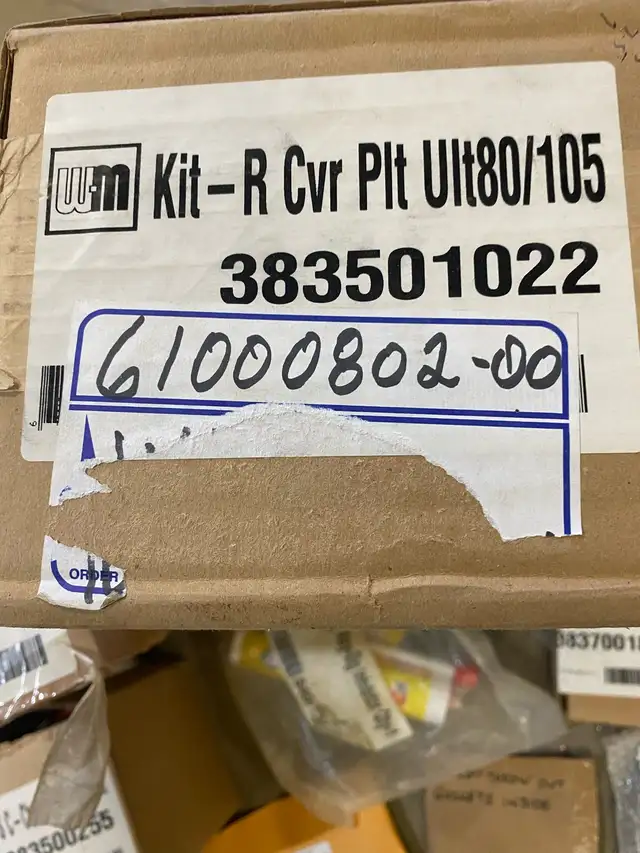 W-m Kit-R Cvr Plt Ult80/105
383501022
61000802-00
ORDER